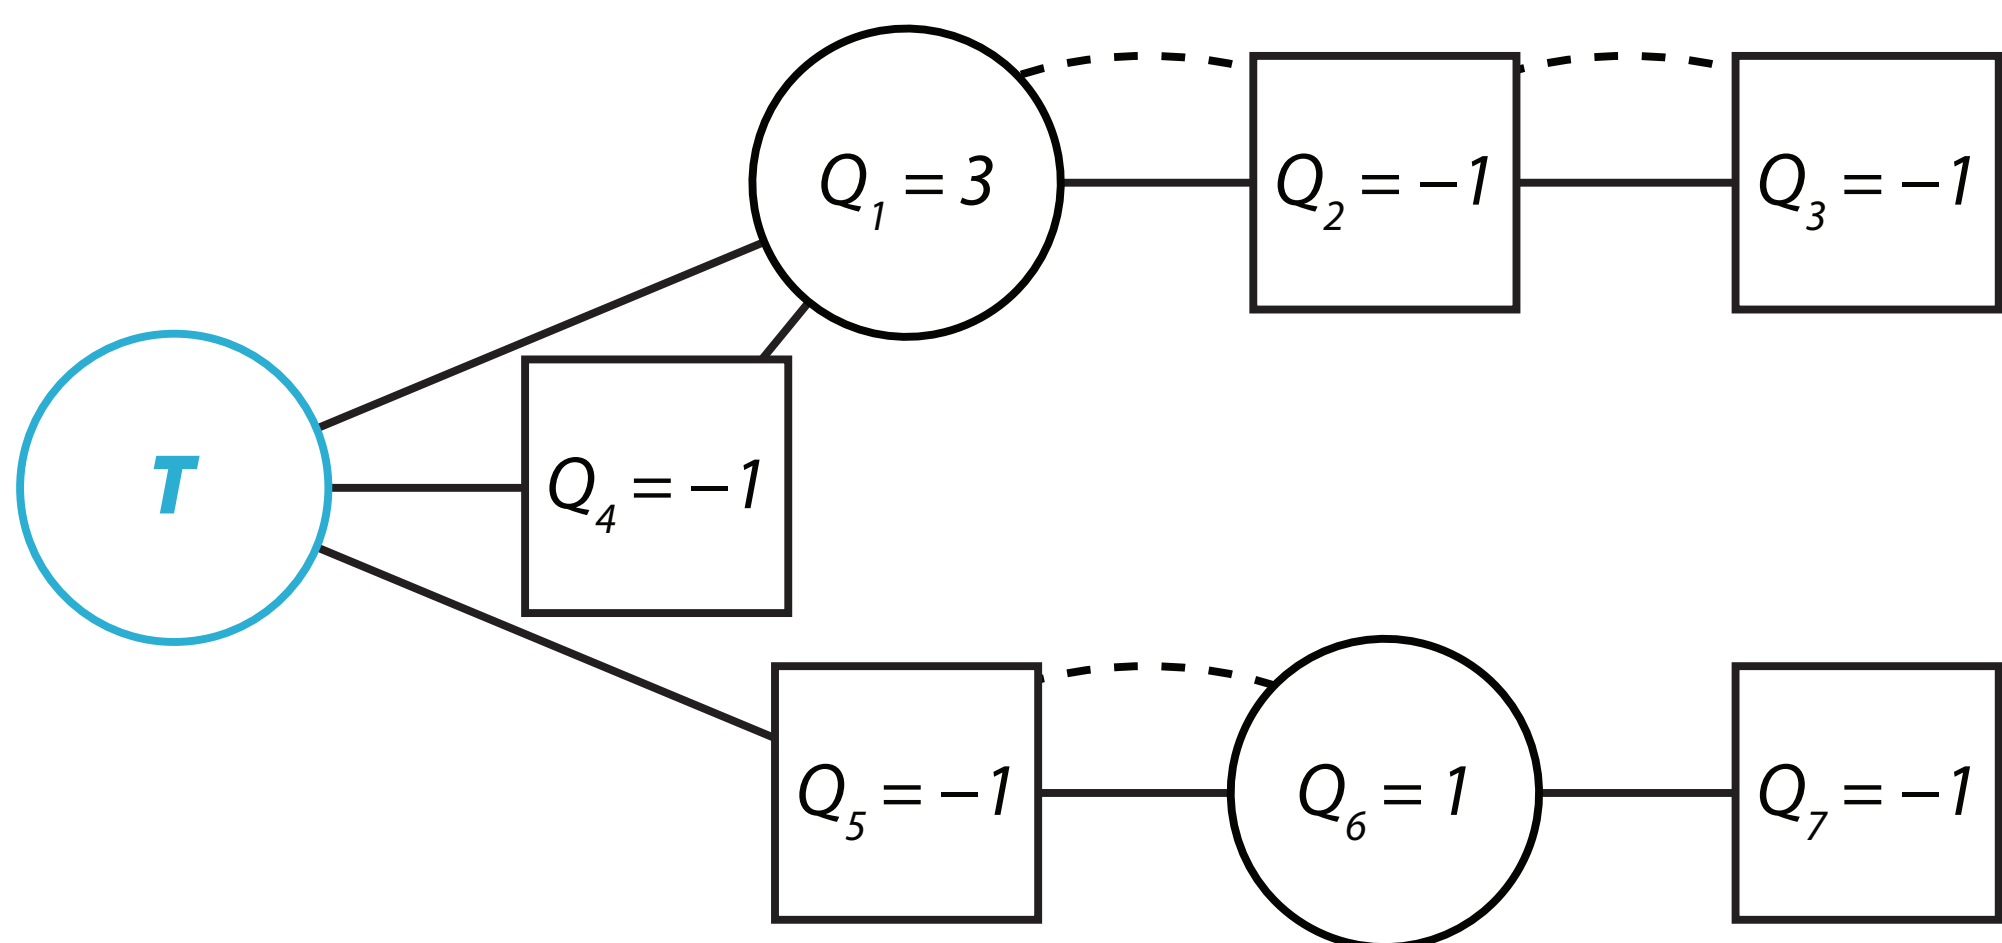 Q₁ = 3
Q₂ = −1
Q₃ = −1
T
Q₄ = −1
Q₅ = −1
Q₆ = 1
Q₇ = −1